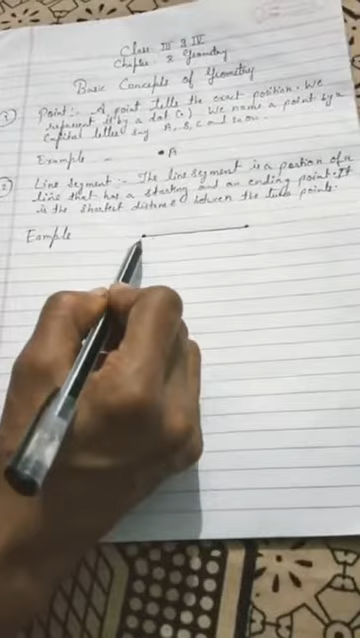 Class III & IV
Chapter 8 Geometry
Basic Concepts of Geometry
① Point :- A point tells the exact position. We
represent it by a dot (•) We name a point by a
Capital letter say A, B, C and so on.
Example - • A
② Line Segment :- The line segment is a portion of a
line that has a starting and an ending point. It
is the shortest distance between the two points.
Eample